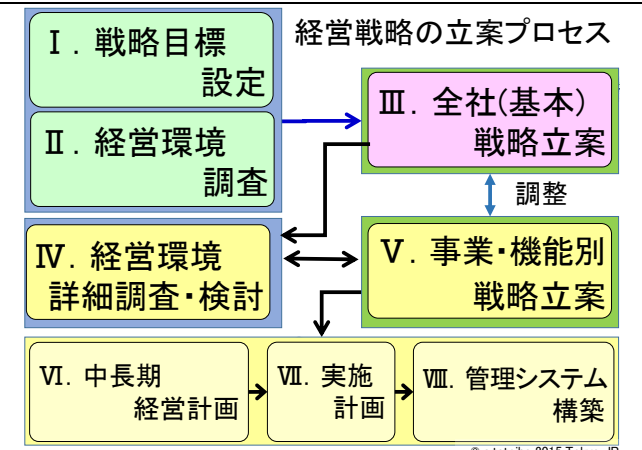 経営戦略の立案プロセス
Ⅰ．戦略目標
設定
Ⅱ．経営環境
調査
Ⅲ．全社(基本)
戦略立案
調整
Ⅳ．経営環境
詳細調査・検討
Ⅴ．事業・機能別
戦略立案
Ⅵ．中長期
経営計画
Ⅶ．実施
計画
Ⅷ．管理システム
構築